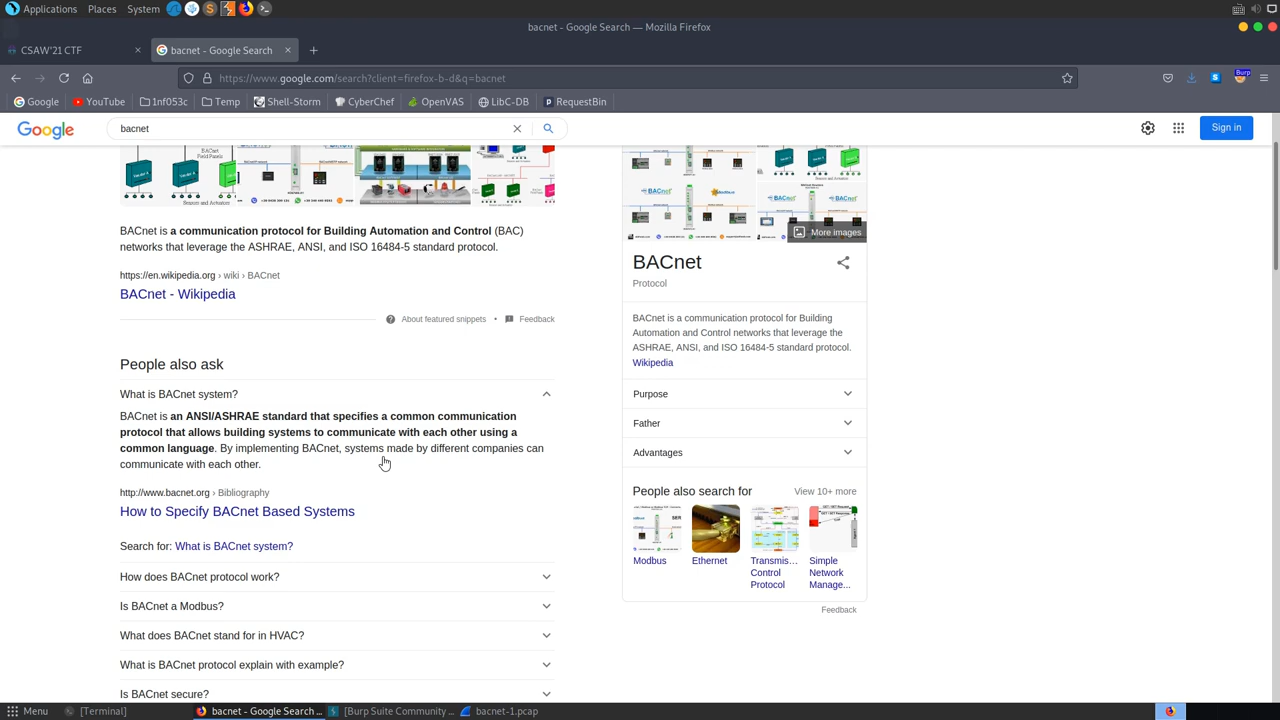 Applications Places System
bacnet - Google Search — Mozilla Firefox
CSAW'21 CTF
bacnet - Google Search
https://www.google.com/search?client=firefox-b-d&q=bacnet
Burp
Google YouTube 1nf053c Temp Shell-Storm CyberChef OpenVAS LibC-DB RequestBin
Google
bacnet
Sign in
BACnet
Field Panels
Sensors and Actuators
BACnet is a communication protocol for Building Automation and Control (BAC)
networks that leverage the ASHRAE, ANSI, and ISO 16484-5 standard protocol.
https://en.wikipedia.org › wiki › BACnet
BACnet - Wikipedia
About featured snippets • Feedback
People also ask
What is BACnet system?
BACnet is an ANSI/ASHRAE standard that specifies a common communication
protocol that allows building systems to communicate with each other using a
common language. By implementing BACnet, systems made by different companies can
communicate with each other.
http://www.bacnet.org › Bibliography
How to Specify BACnet Based Systems
Search for: What is BACnet system?
How does BACnet protocol work?
Is BACnet a Modbus?
What does BACnet stand for in HVAC?
What is BACnet protocol explain with example?
Is BACnet secure?
More images
BACnet
Protocol
BACnet is a communication protocol for Building
Automation and Control networks that leverage the
ASHRAE, ANSI, and ISO 16484-5 standard protocol.
Wikipedia
Purpose
Father
Advantages
People also search for
View 10+ more
Modbus
Ethernet
Transmis...
Control
Protocol
Simple
Network
Manage...
Feedback
Menu
[Terminal]
bacnet - Google Search ...
[Burp Suite Community ...
bacnet-1.pcap